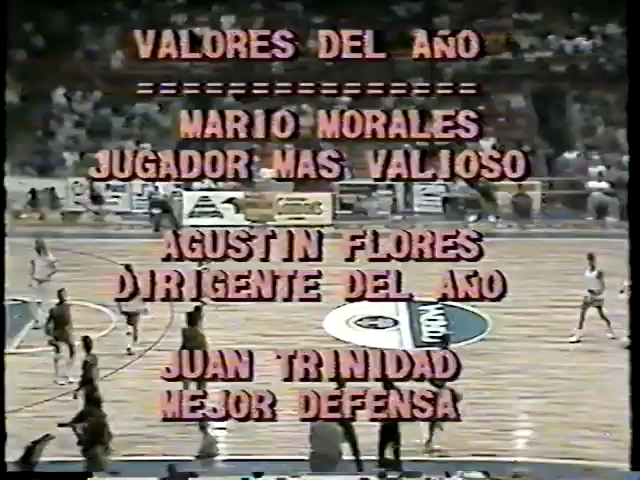 VALORES DEL AÑO
================
MARIO MORALES
JUGADOR MAS VALIOSO
AGUSTIN FLORES
DIRIGENTE DEL AÑO
JUAN TRINIDAD
MEJOR DEFENSA